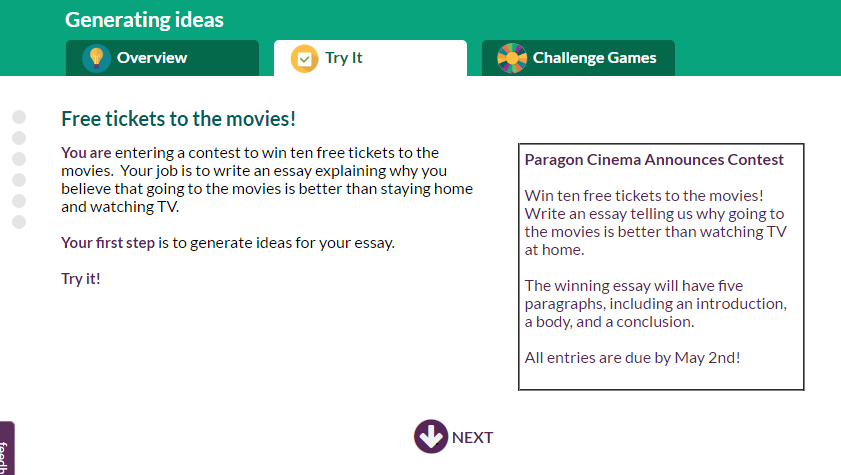 Generating ideas
Overview
Try It
Challenge Games
Free tickets to the movies!
You are entering a contest to win ten free tickets to the
movies.  Your job is to write an essay explaining why you
believe that going to the movies is better than staying home
and watching TV.
Your first step is to generate ideas for your essay.
Try it!
Paragon Cinema Announces Contest
Win ten free tickets to the movies!
Write an essay telling us why going to
the movies is better than watching TV
at home.
The winning essay will have five
paragraphs, including an introduction,
a body, and a conclusion.
All entries are due by May 2nd!
NEXT